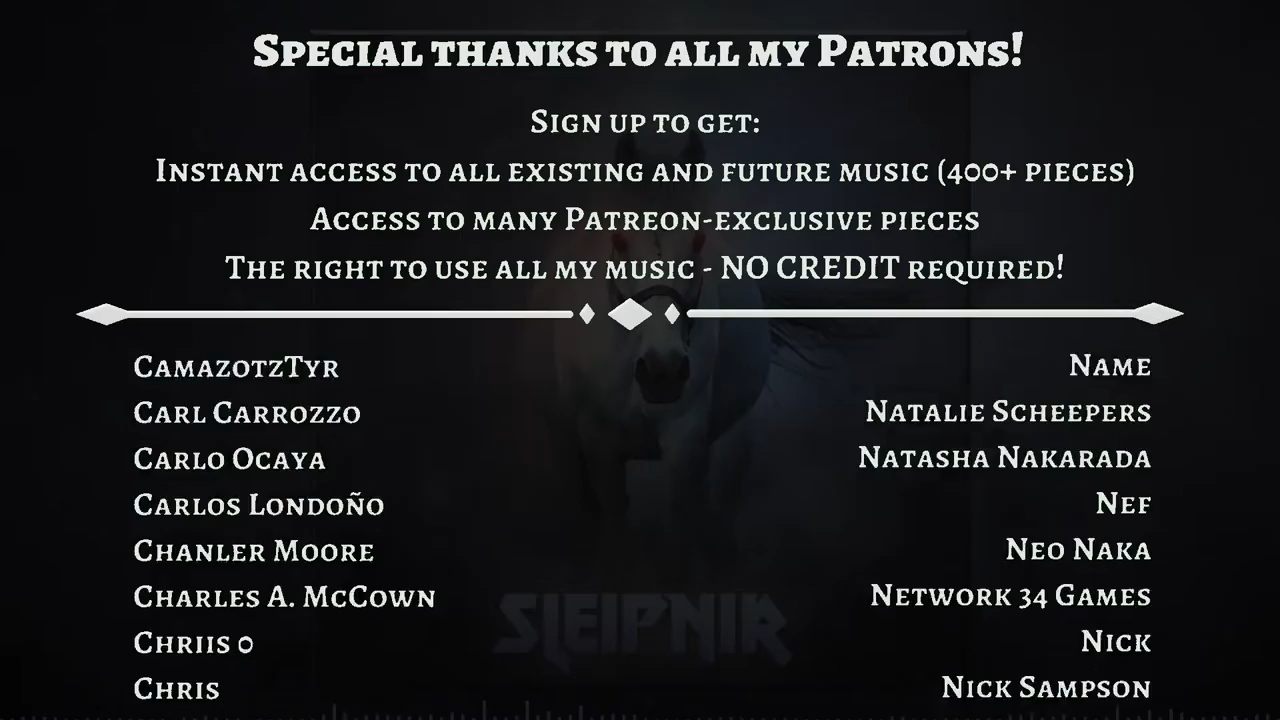 Special thanks to all my Patrons!
Sign up to get:
Instant access to all existing and future music (400+ pieces)
Access to many Patreon-exclusive pieces
The right to use all my music - NO CREDIT required!
CamazotzTyr
Carl Carrozzo
Carlo Ocaya
Carlos Londoño
Chanler Moore
Charles A. McCown
Chriis 0
Chris
Name
Natalie Scheepers
Natasha Nakarada
Nef
Neo Naka
Network 34 Games
Nick
Nick Sampson
SLEIPNIR